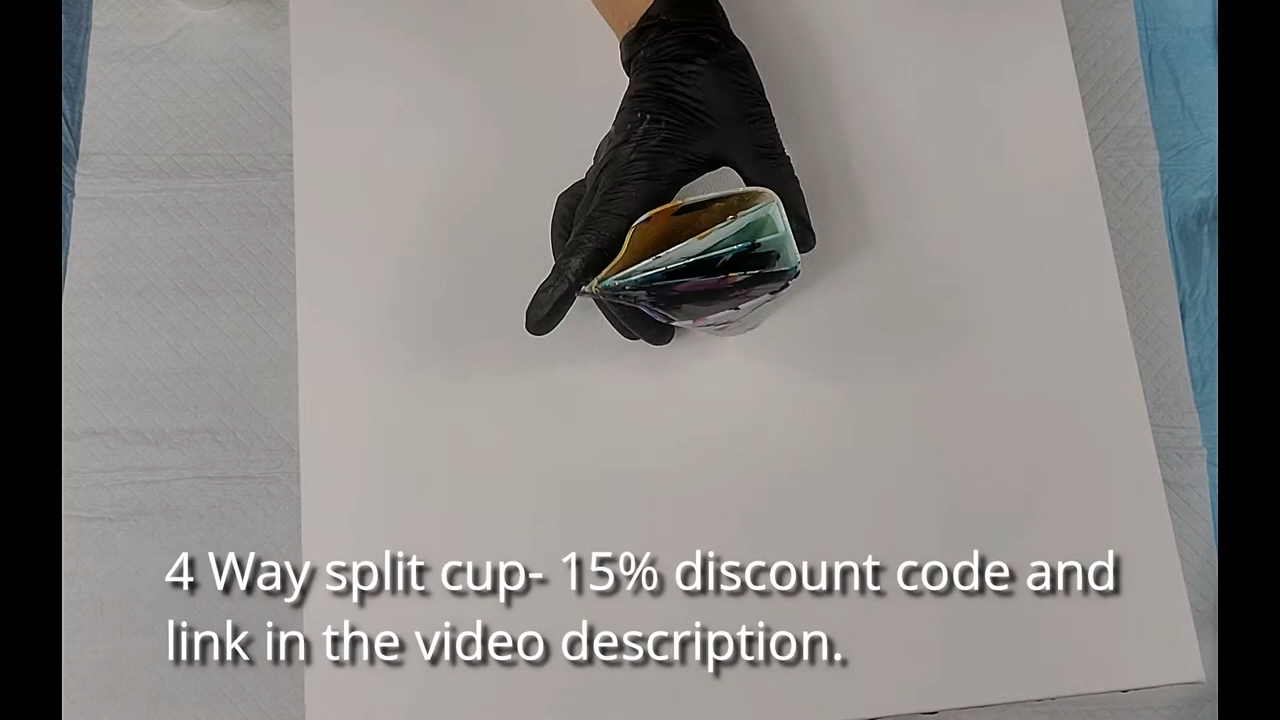 4 Way split cup- 15% discount code and
link in the video description.